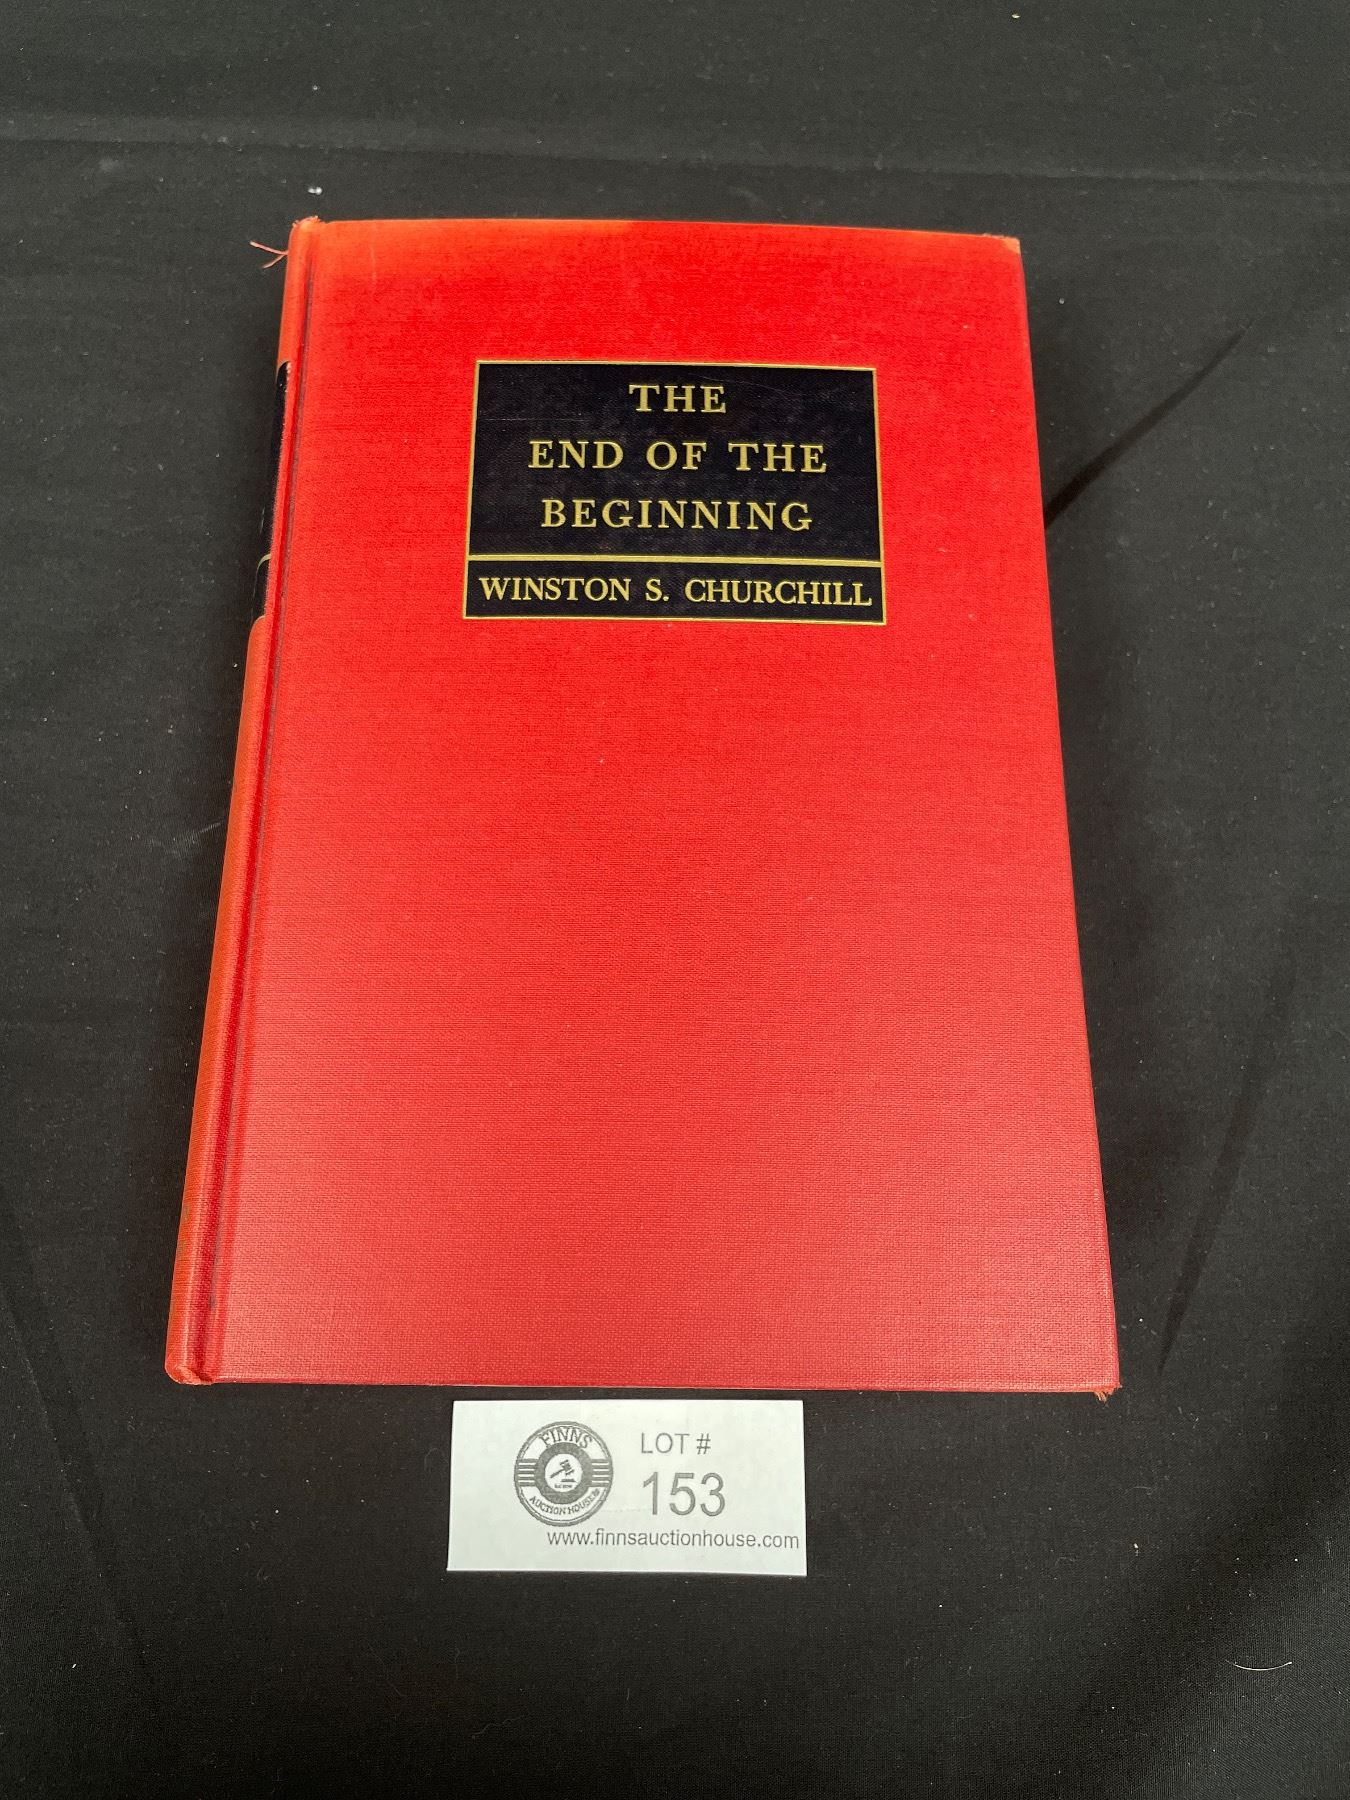 THE
END OF THE
BEGINNING
WINSTON S. CHURCHILL
FINNS
AUCTION HOUSE
LOT #
153
www.finnsauctionhouse.com